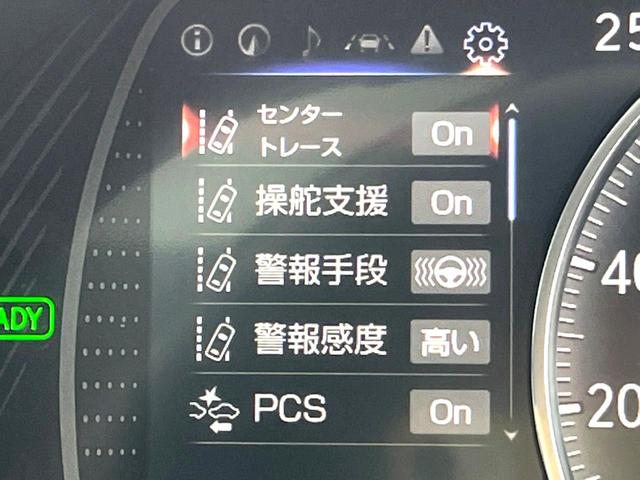 25
センター
トレース
On
操舵支援 On
警報手段
警報感度 高い
PCS On
40
20
ADY